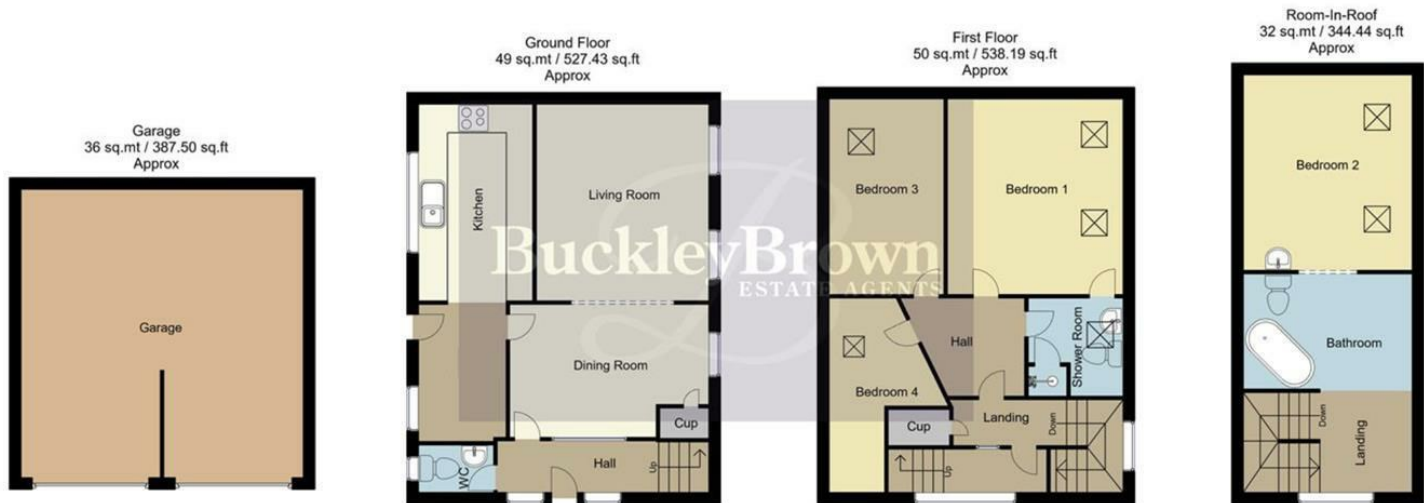 Garage
36 sq.mt / 387.50 sq.ft
Approx
Garage
Ground Floor
49 sq.mt / 527.43 sq.ft
Approx
Kitchen
Living Room
Dining Room
Cup
WC
Hall
Up
First Floor
50 sq.mt / 538.19 sq.ft
Approx
Bedroom 3
Bedroom 1
Hall
Shower Room
Bedroom 4
Cup
Landing
Down
Up
Room-In-Roof
32 sq.mt / 344.44 sq.ft
Approx
Bedroom 2
Bathroom
Down
Landing
BuckleyBrown
ESTATE AGENTS